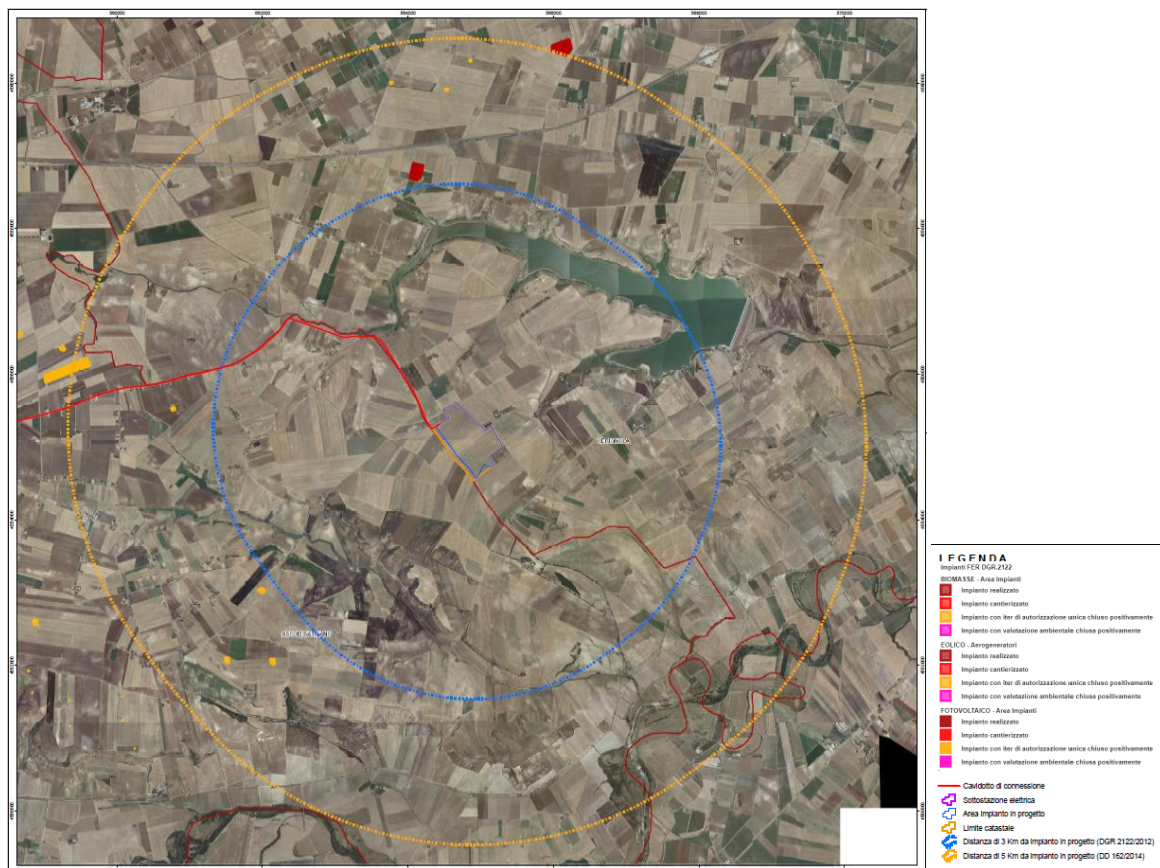 LEGENDA
Impianti FER DGR.2122
BIOMASSE - Area Impianti
Impianto realizzato
Impianto cantierizzato
Impianto con iter di autorizzazione unica chiuso positivamente
Impianto con valutazione ambientale chiusa positivamente
EOLICO - Aerogeneratori
Impianto realizzato
Impianto cantierizzato
Impianto con iter di autorizzazione unica chiuso positivamente
Impianto con valutazione ambientale chiusa positivamente
FOTOVOLTAICO - Area Impianti
Impianto realizzato
Impianto cantierizzato
Impianto con iter di autorizzazione unica chiuso positivamente
Impianto con valutazione ambientale chiusa positivamente
Cavidotto di connessione
Sottostazione elettrica
Area impianto in progetto
Limite catastale
Distanza di 3 Km da impianto in progetto (DGR 2122/2012)
Distanza di 5 Km da impianto in progetto (DD 162/2014)